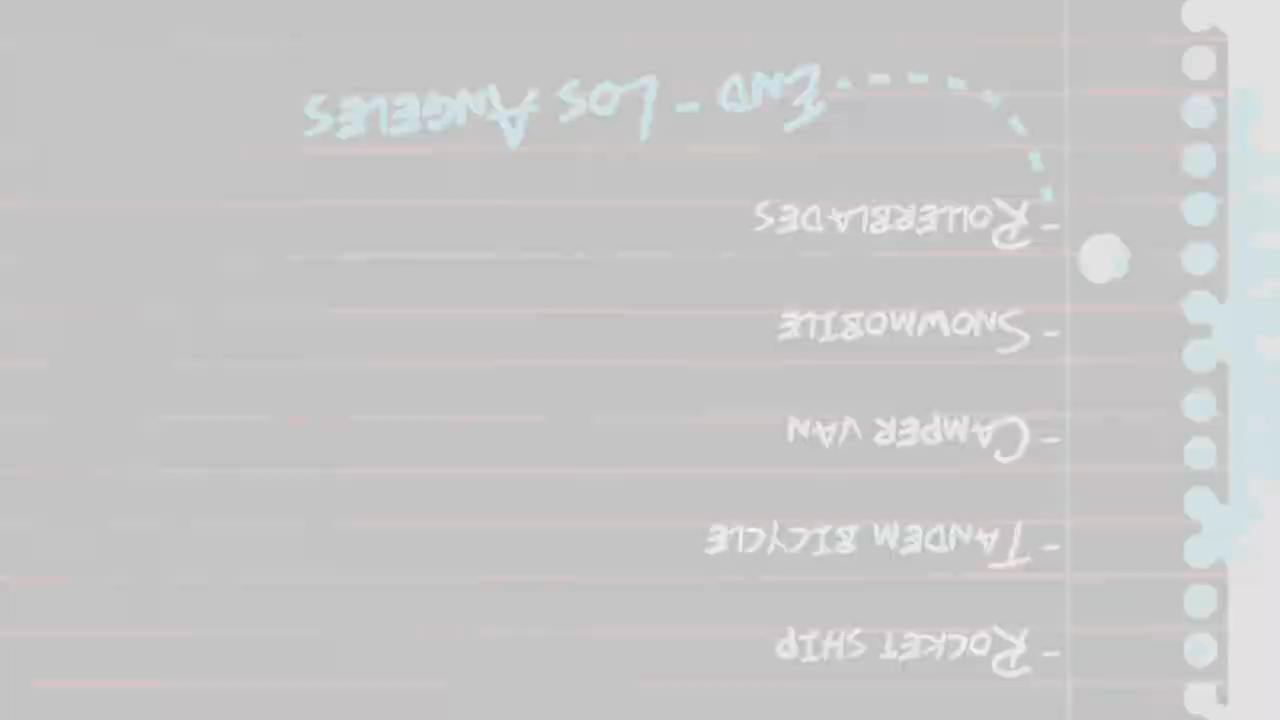 - ROCKET SHIP
- TANDEM BICYCLE
- CAMPER VAN
- SNOWMOBILE
- ROLLERBLADES
END - LOS ANGELES